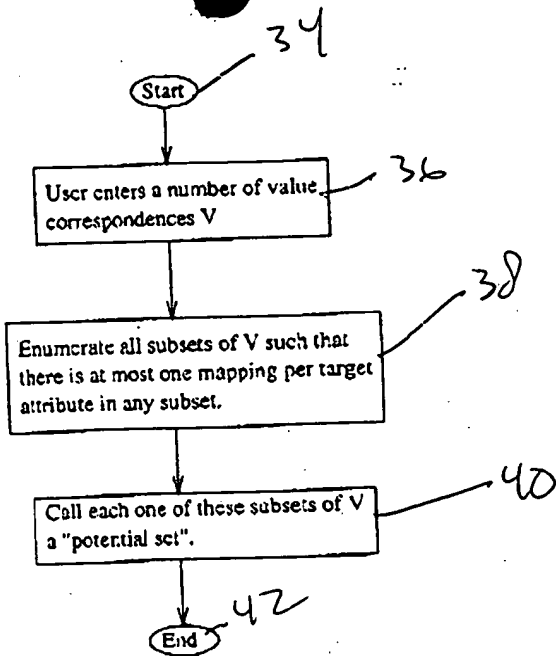 34
Start
36
User enters a number of value
correspondences V
38
Enumerate all subsets of V such that
there is at most one mapping per target
attribute in any subset.
40
Call each one of these subsets of V
a "potential set".
42
End